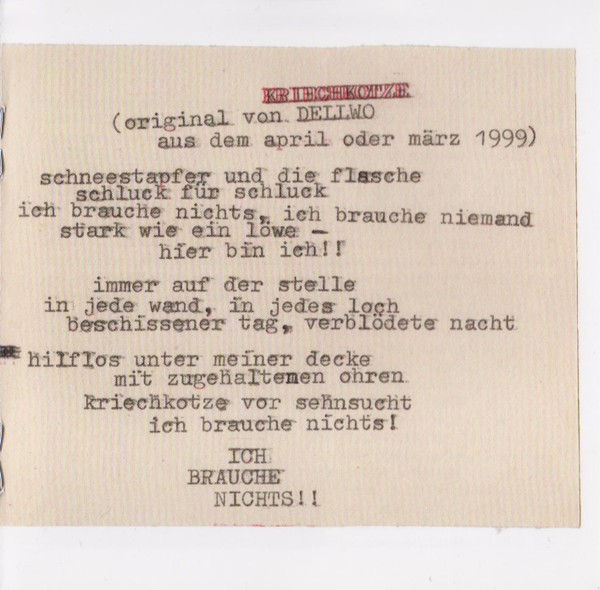 KRIECHKOTZE
(original von DELLWO
aus dem april oder märz 1999)
schneestapfer und die flasche
schluck für schluck
ich brauche nichts, ich brauche niemand
stark wie ein löwe -
hier bin ich!!
immer auf der stelle
in jede wand, in jedes loch
beschissener tag, verblödete nacht
hilflos unter meiner decke
mit zugehaltemen ohren
kriechkotze vor sehnsucht
ich brauche nichts!
ICH
BRAUCHE
NICHTS!!